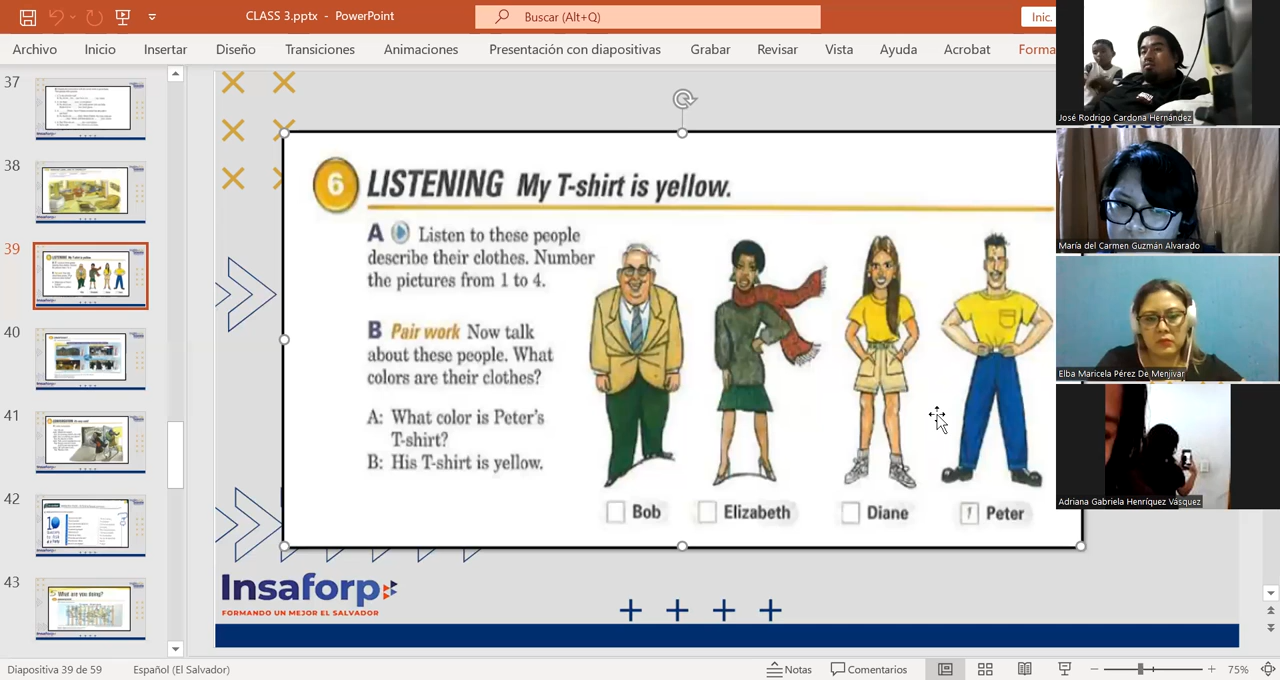 CLASS 3.pptx - PowerPoint
Buscar (Alt+Q)
Inic.
Archivo Inicio Insertar Diseño Transiciones Animaciones Presentación con diapositivas Grabar Revisar Vista Ayuda Acrobat Forma
37
38
39
40
41
42
43
6 LISTENING My T-shirt is yellow.
A Listen to these people
describe their clothes. Number
the pictures from 1 to 4.
B Pair work Now talk
about these people. What
colors are their clothes?
A: What color is Peter's
T-shirt?
B: His T-shirt is yellow.
Bob Elizabeth Diane 1 Peter
Insaforp
FORMANDO UN MEJOR EL SALVADOR
What are you doing?
José Rodrigo Cardona Hernández
María del Carmen Guzmán Alvarado
Elba Maricela Pérez De Menjivar
Adriana Gabriela Henríquez Vásquez
Diapositiva 39 de 59 Español (El Salvador) Notas Comentarios 75%